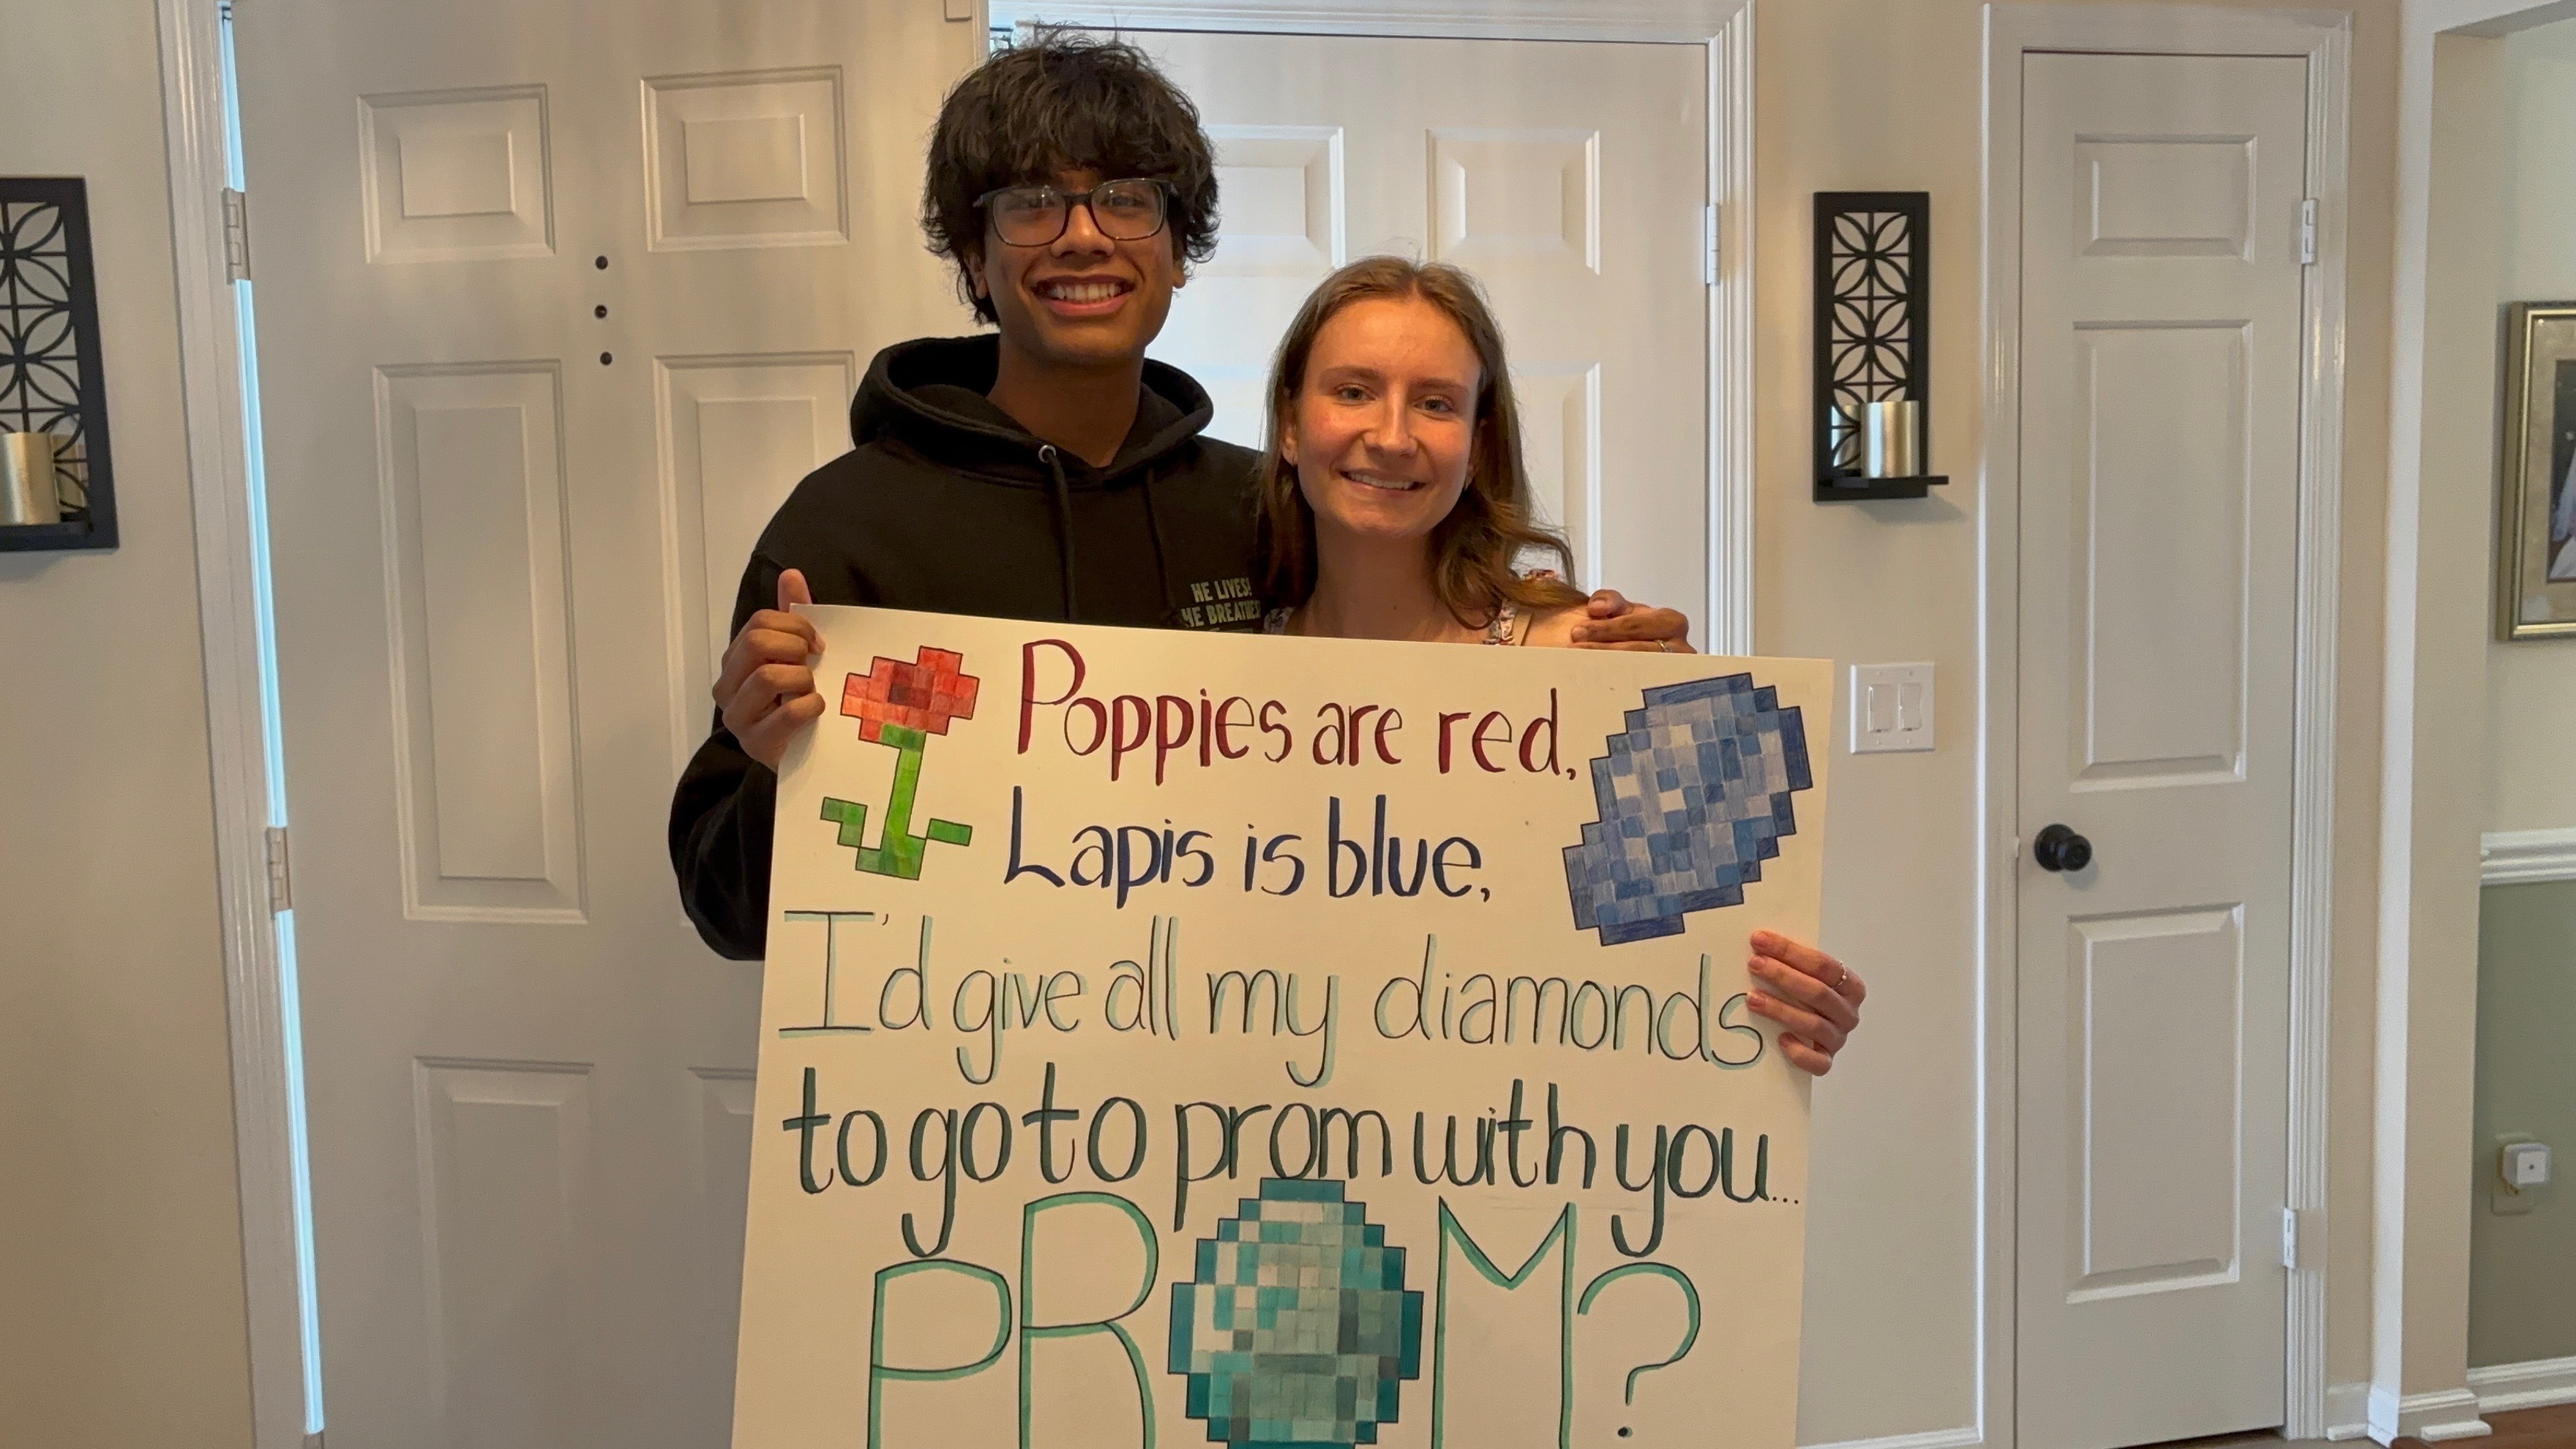 HE LIVES!
HE BREATHES!
Poppies are red,
Lapis is blue,
I'd give all my diamonds
to go to prom with you...
PROM?